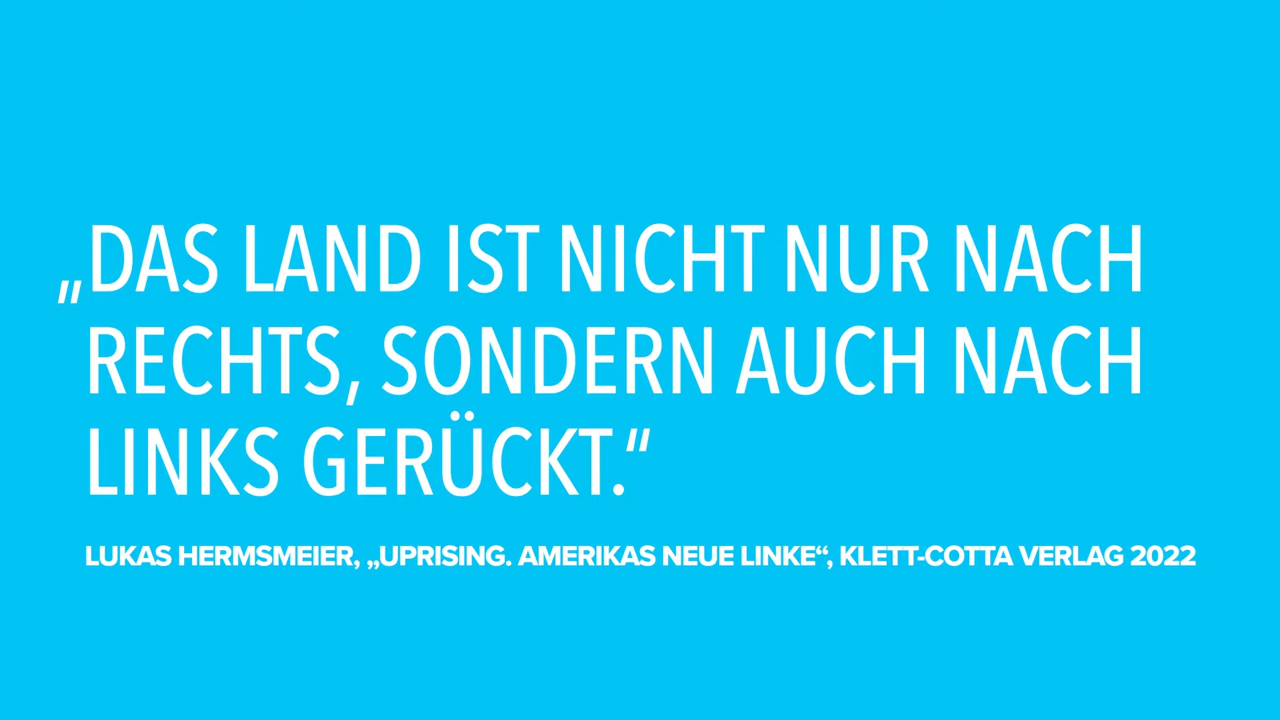 „DAS LAND IST NICHT NUR NACH
RECHTS, SONDERN AUCH NACH
LINKS GERÜCKT.“
LUKAS HERMSMEIER, „UPRISING. AMERIKAS NEUE LINKE“, KLETT-COTTA VERLAG 2022